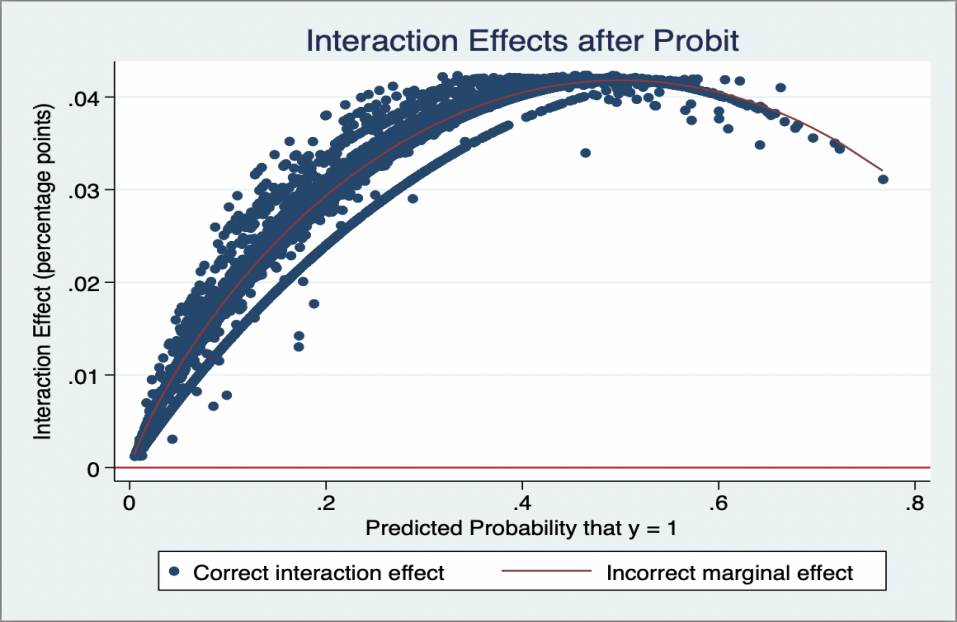 Interaction Effects after Probit
Interaction Effect (percentage points)
.04
.03
.02
.01
0
0 .2 .4 .6 .8
Predicted Probability that y = 1
Correct interaction effect Incorrect marginal effect